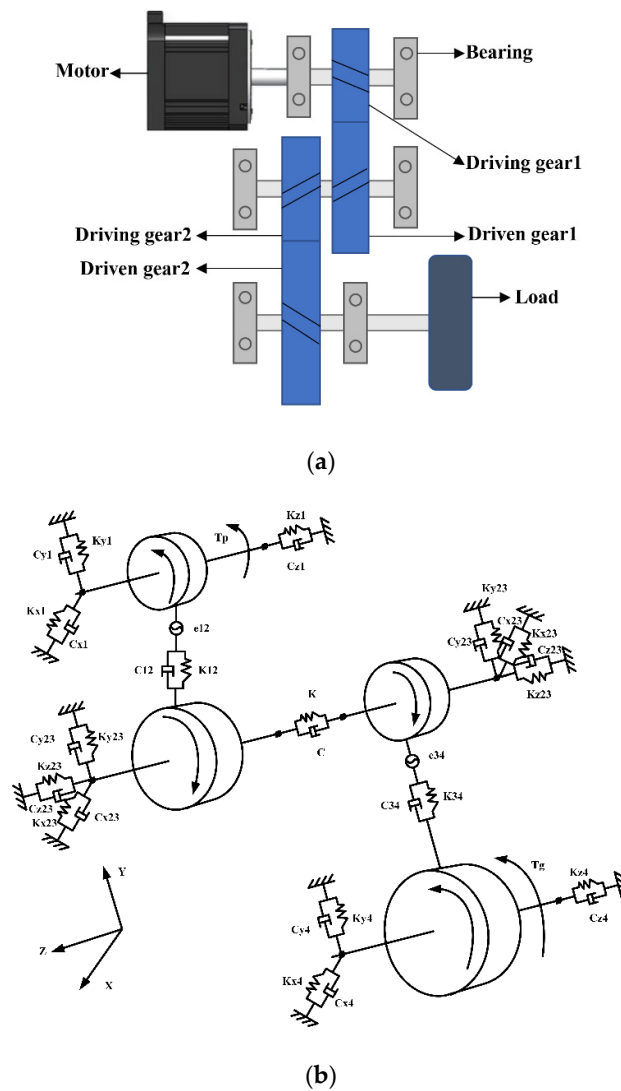 Motor
Bearing
Driving gear1
Driving gear2
Driven gear1
Driven gear2
Load
(a)
Kz1
Tp
Cy1
Ky1
Cz1
Kx1
Cx1
e12
C12
K12
Ky23
Cx23
Cy23
Kx23
Cz23
Kz23
K
C
Cy23
Ky23
Kz23
Cz23
Kx23
Cx23
e34
C34
K34
Tg
Kz4
Cz4
Cy4
Ky4
Kx4
Cx4
Y
Z
X
(b)